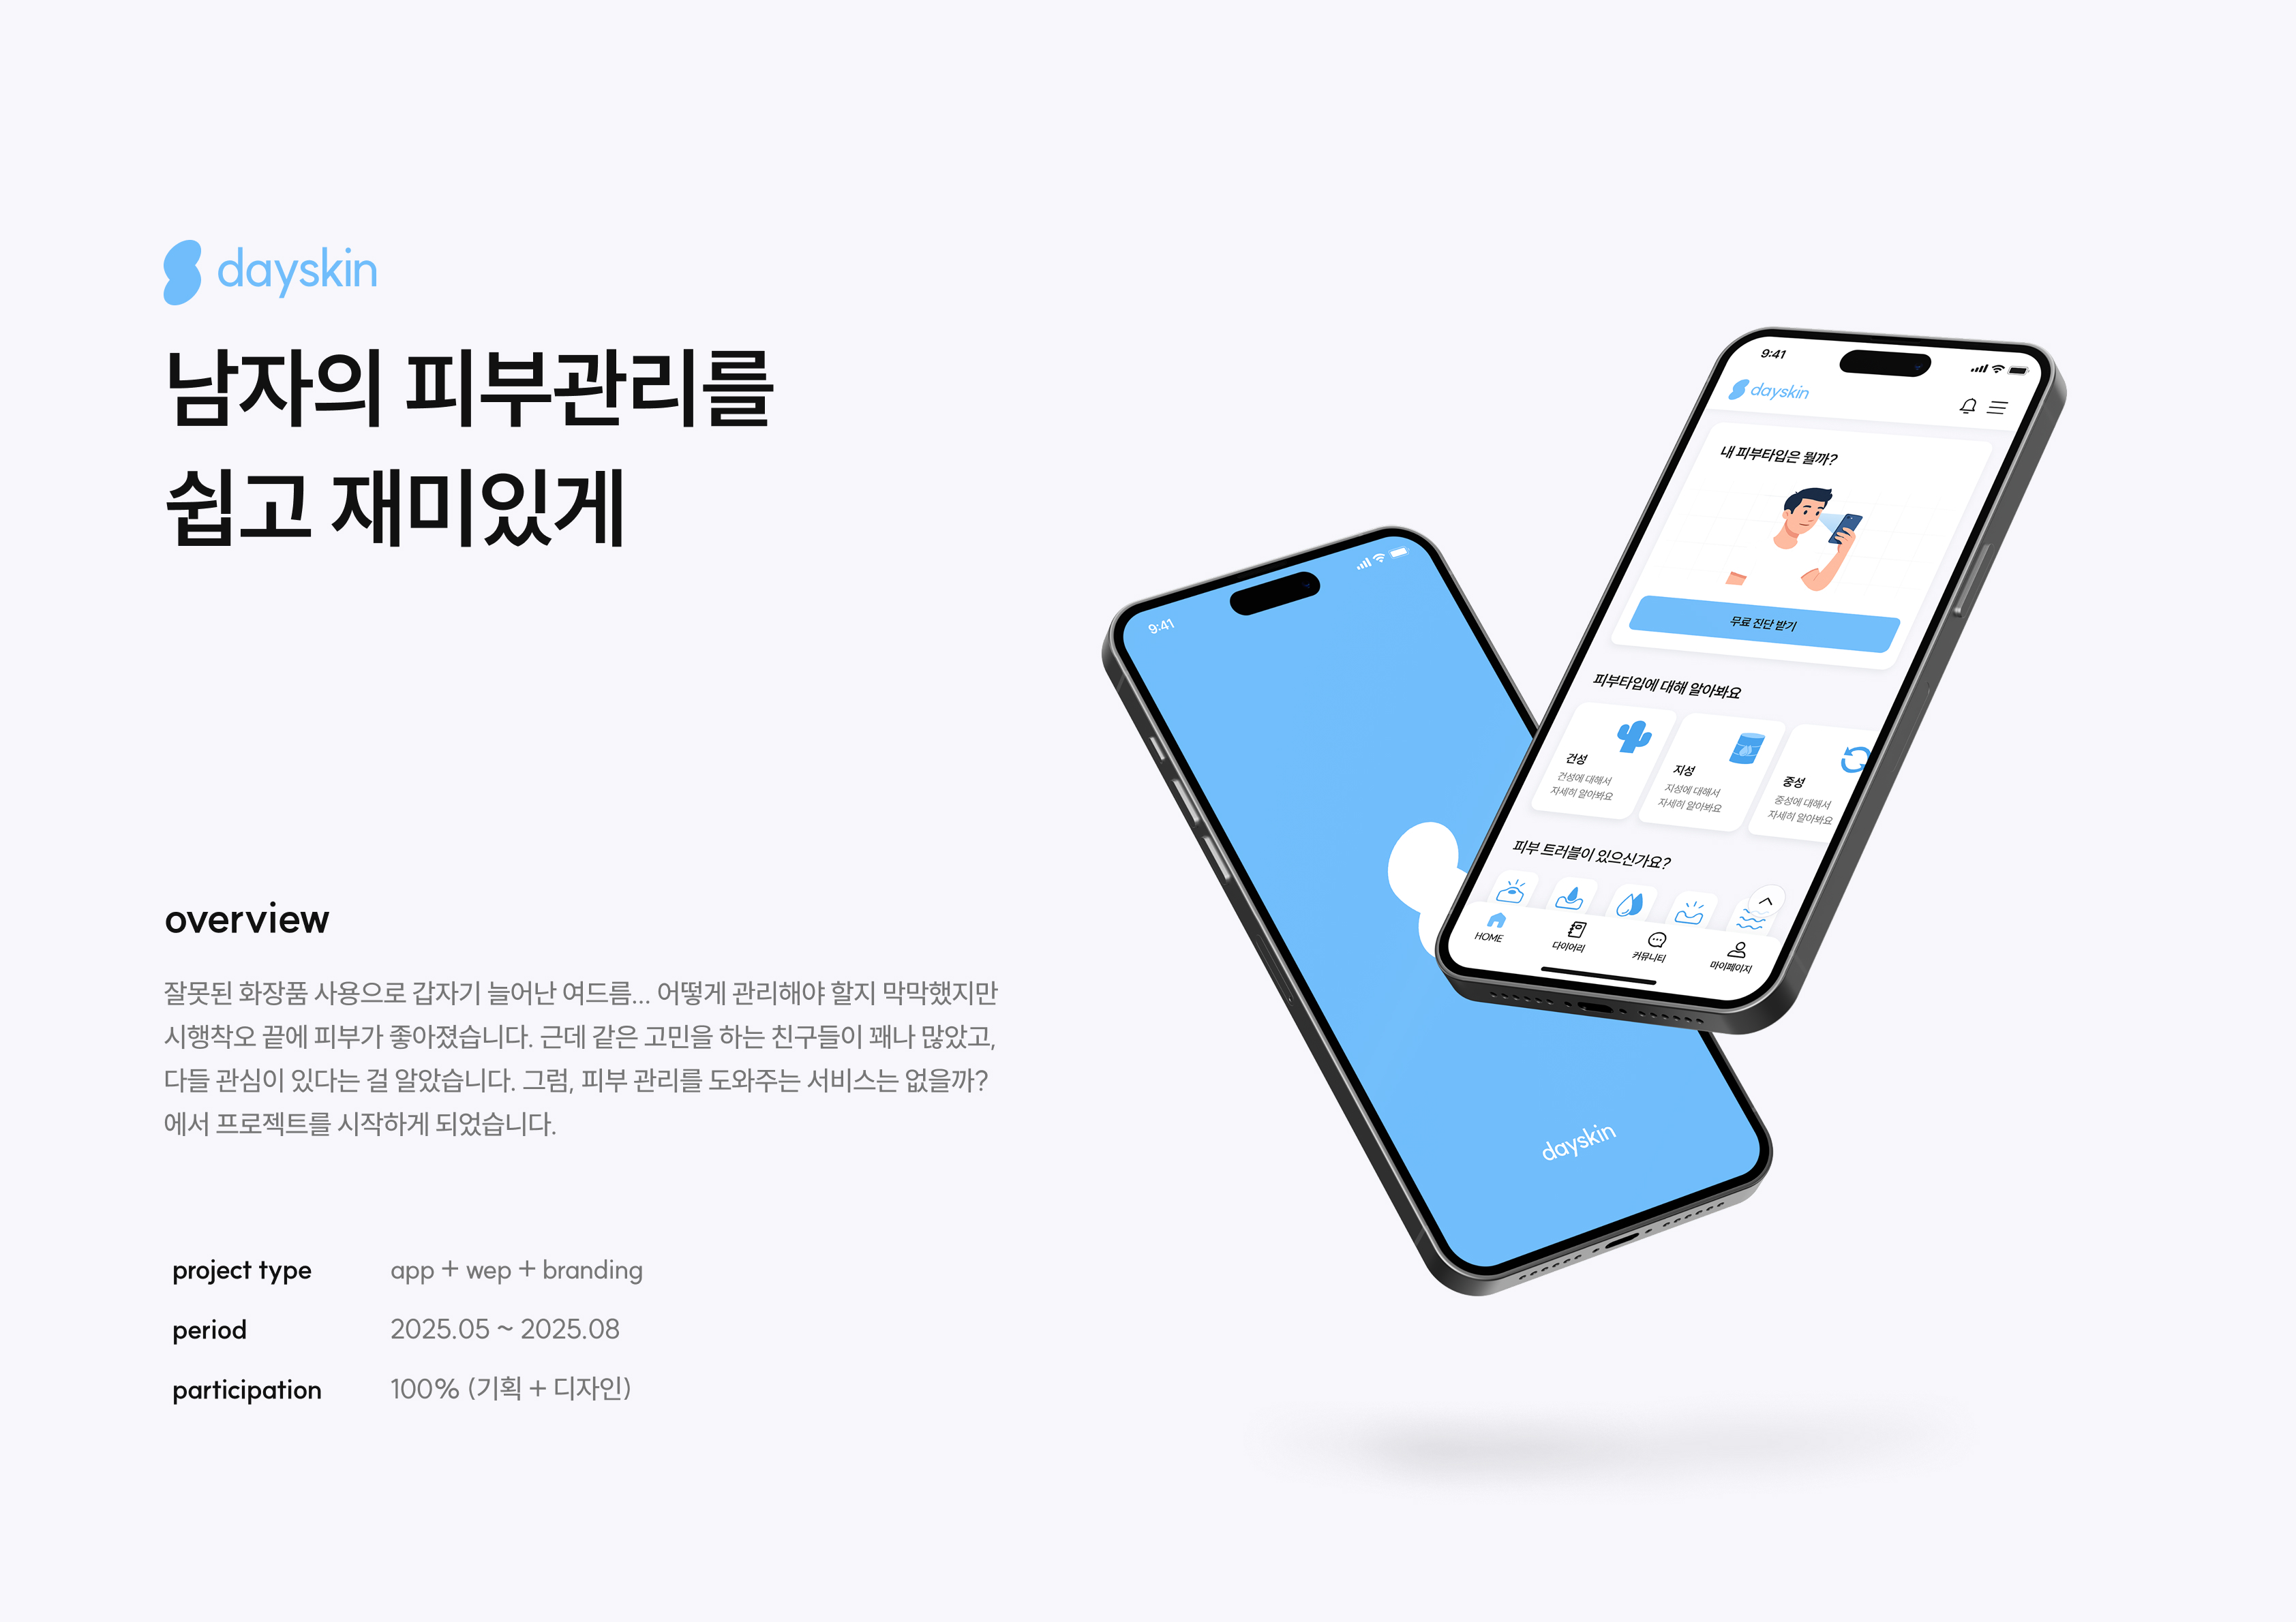 dayskin
남자의 피부관리를
쉽고 재미있게
overview
잘못된 화장품 사용으로 갑자기 늘어난 여드름... 어떻게 관리해야 할지 막막했지만
시행착오 끝에 피부가 좋아졌습니다. 근데 같은 고민을 하는 친구들이 꽤나 많았고,
다들 관심이 있다는 걸 알았습니다. 그럼, 피부 관리를 도와주는 서비스는 없을까?
에서 프로젝트를 시작하게 되었습니다.
project type app + wep + branding
period 2025.05 ~ 2025.08
participation 100% (기획 + 디자인)
9:41
dayskin
9:41
dayskin
내 피부타입은 뭘까?
무료 진단 받기
피부타입에 대해 알아봐요
건성
건성에 대해서
자세히 알아봐요
지성
지성에 대해서
자세히 알아봐요
중성
중성에 대해서
자세히 알아봐요
피부 트러블이 있으신가요?
HOME 다이어리 커뮤니티 마이페이지